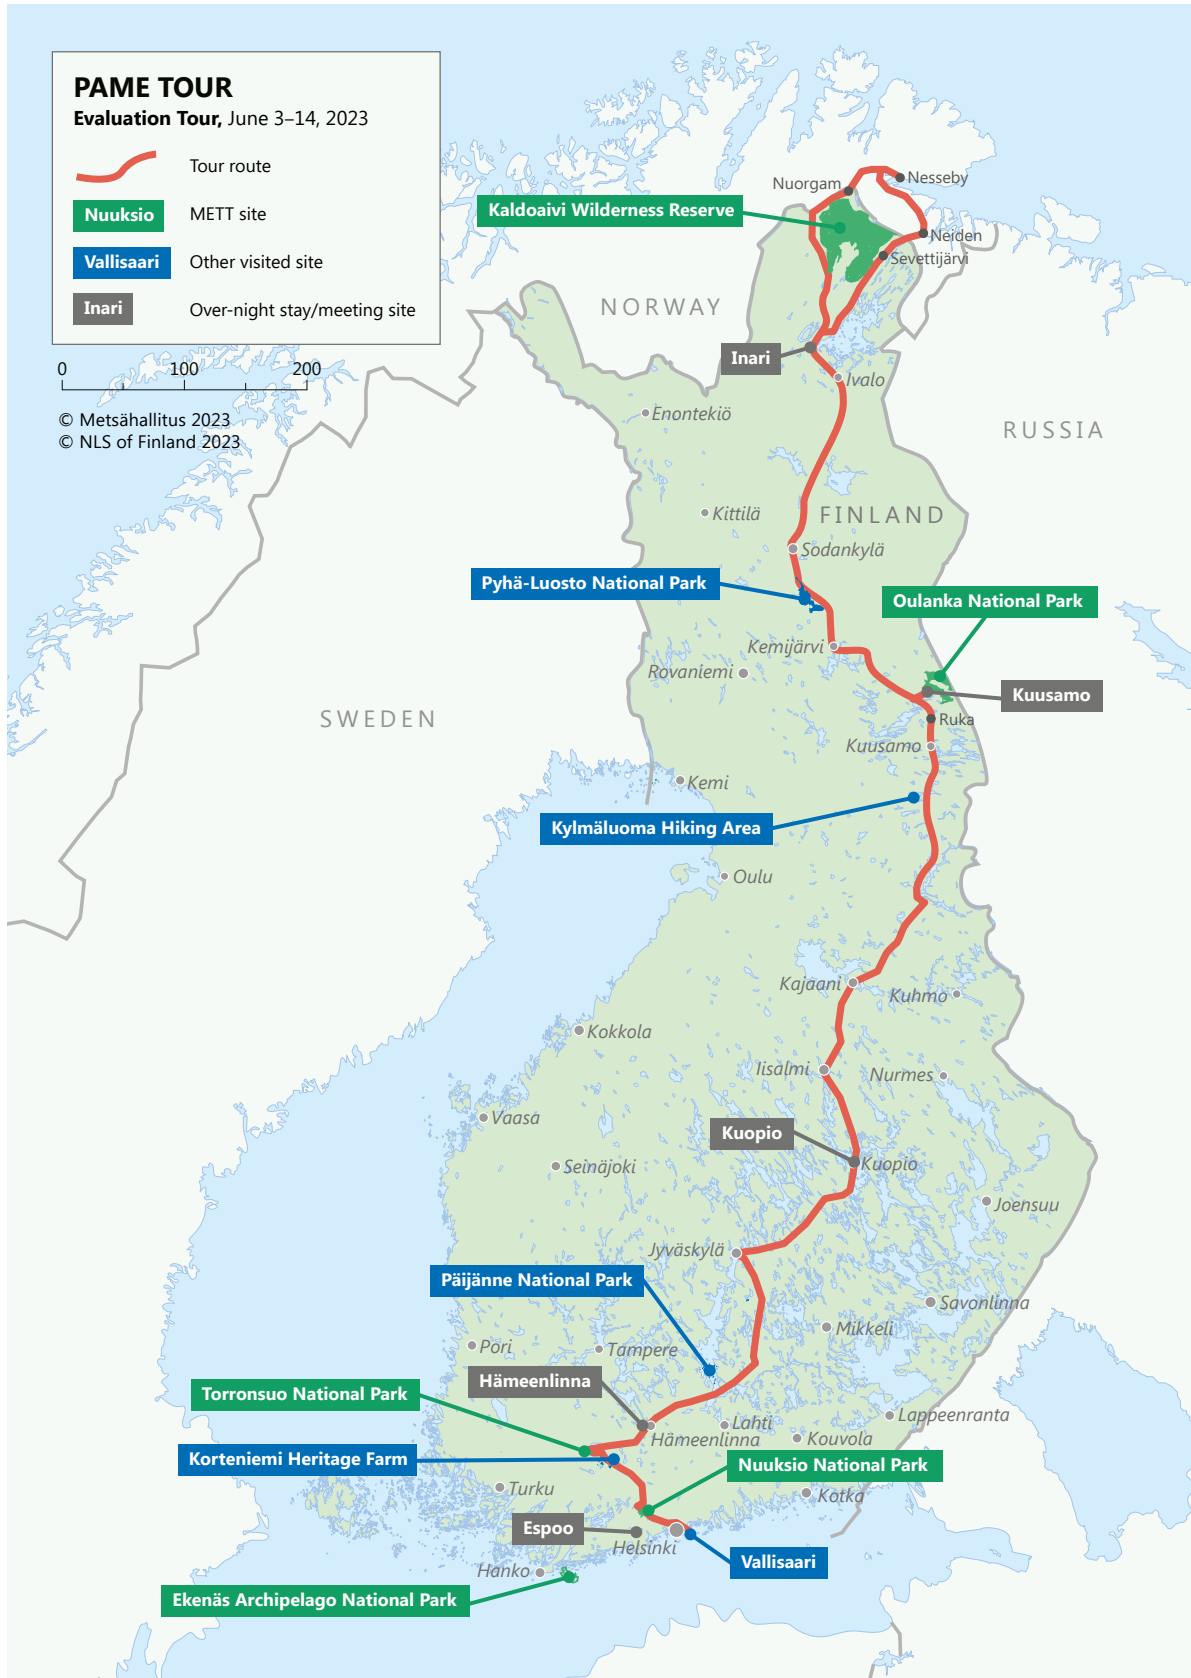 PAME TOUR
Evaluation Tour, June 3–14, 2023
Tour route
Nuuksio
METT site
Vallisaari
Other visited site
Inari
Over-night stay/meeting site
0 100 200
© Metsähallitus 2023
© NLS of Finland 2023
Nuorgam
Nesseby
Kaldoaivi Wilderness Reserve
Neiden
Sevettijärvi
NORWAY
Inari
Ivalo
Enontekiö
RUSSIA
Kittilä
FINLAND
Sodankylä
Pyhä-Luosto National Park
Oulanka National Park
Kemijärvi
Rovaniemi
Kuusamo
SWEDEN
Ruka
Kuusamo
Kemi
Kylmäluoma Hiking Area
Oulu
Kajaani
Kuhmo
Kokkola
Iisalmi
Nurmes
Vaasa
Kuopio
Kuopio
Seinäjoki
Joensuu
Jyväskylä
Päijänne National Park
Savonlinna
Mikkeli
Pori
Tampere
Hämeenlinna
Torronsuo National Park
Lappeenranta
Lahti
Hämeenlinna
Kouvola
Korteniemi Heritage Farm
Nuuksio National Park
Turku
Kotka
Espoo
Helsinki
Vallisaari
Hanko
Ekenäs Archipelago National Park